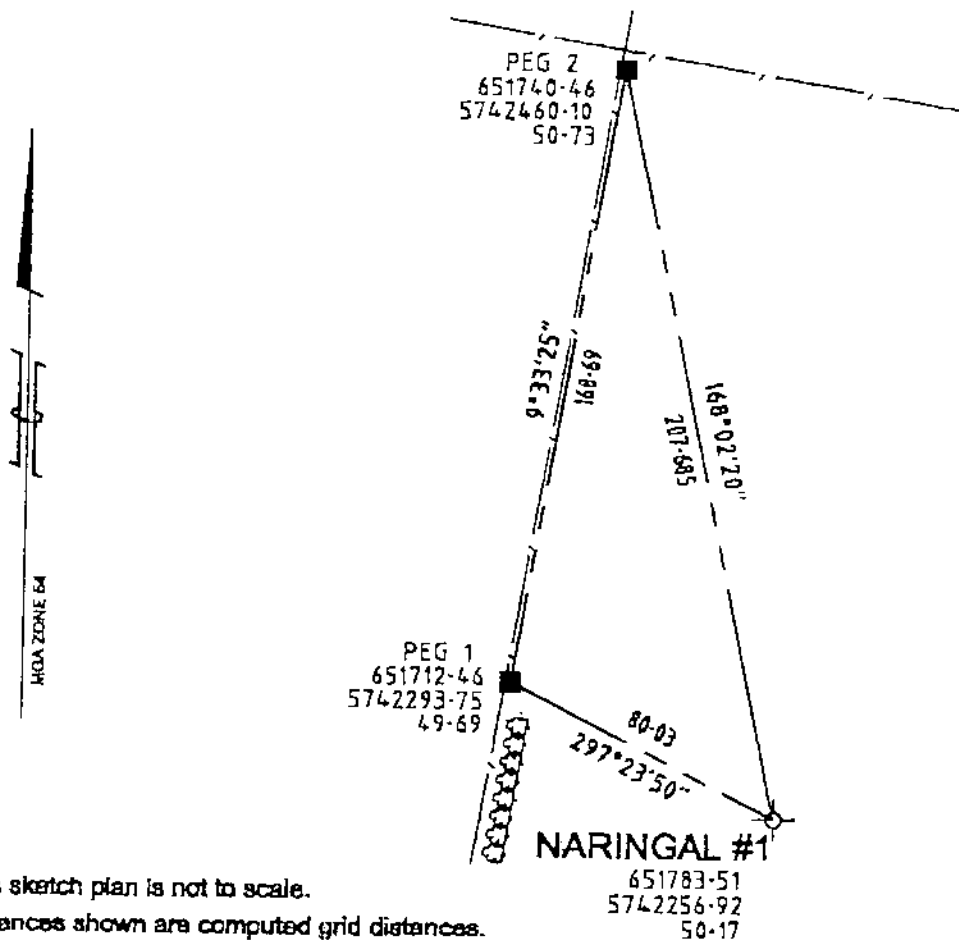 PEG 2
651740·46
5742460·10
50·73
9°33'25"
168·69
168°02'20"
207·685
MGA ZONE 54
PEG 1
651712·46
5742293·75
49·69
80·03
297°23'50"
NARINGAL #1
651783·51
5742256·92
50·17
sketch plan is not to scale.
ances shown are computed grid distances.